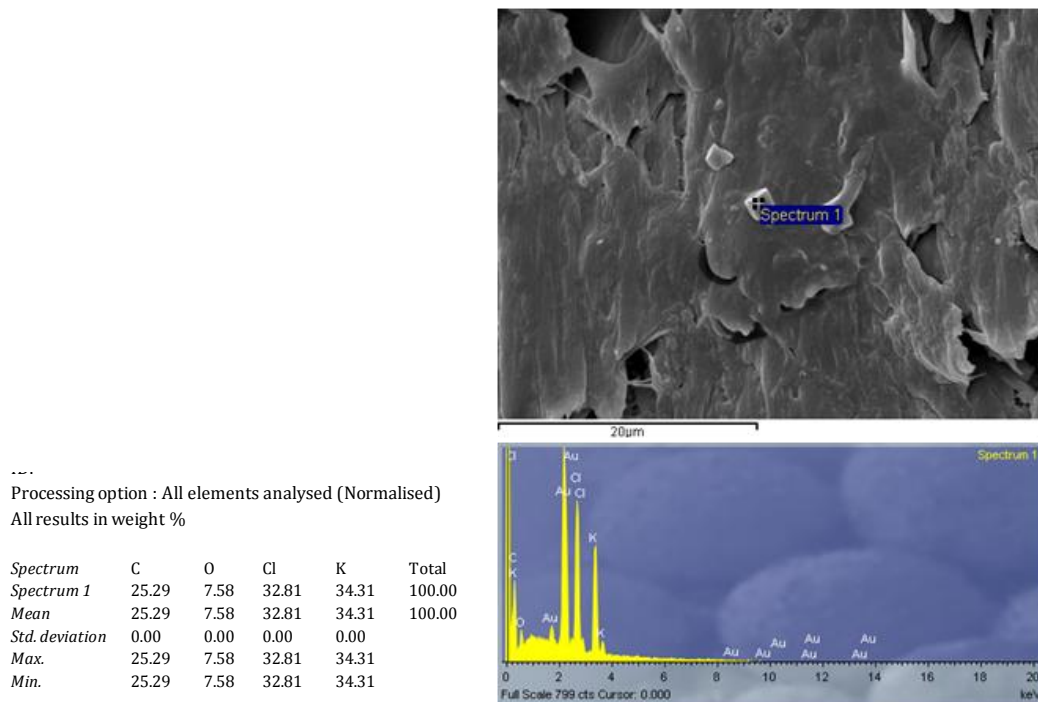 Spectrum 1
20µm
Processing option : All elements analysed (Normalised)
All results in weight %
Spectrum C O Cl K Total
Spectrum 1 25.29 7.58 32.81 34.31 100.00
Mean 25.29 7.58 32.81 34.31 100.00
Std. deviation 0.00 0.00 0.00 0.00
Max. 25.29 7.58 32.81 34.31
Min. 25.29 7.58 32.81 34.31
Spectrum 1
Cl Au
Cl
Au Cl
K
C
K
O Au K
Au Au Au Au Au Au Au
0 2 4 6 8 10 12 14 16 18 20
Full Scale 799 cts Cursor: 0.000 keV